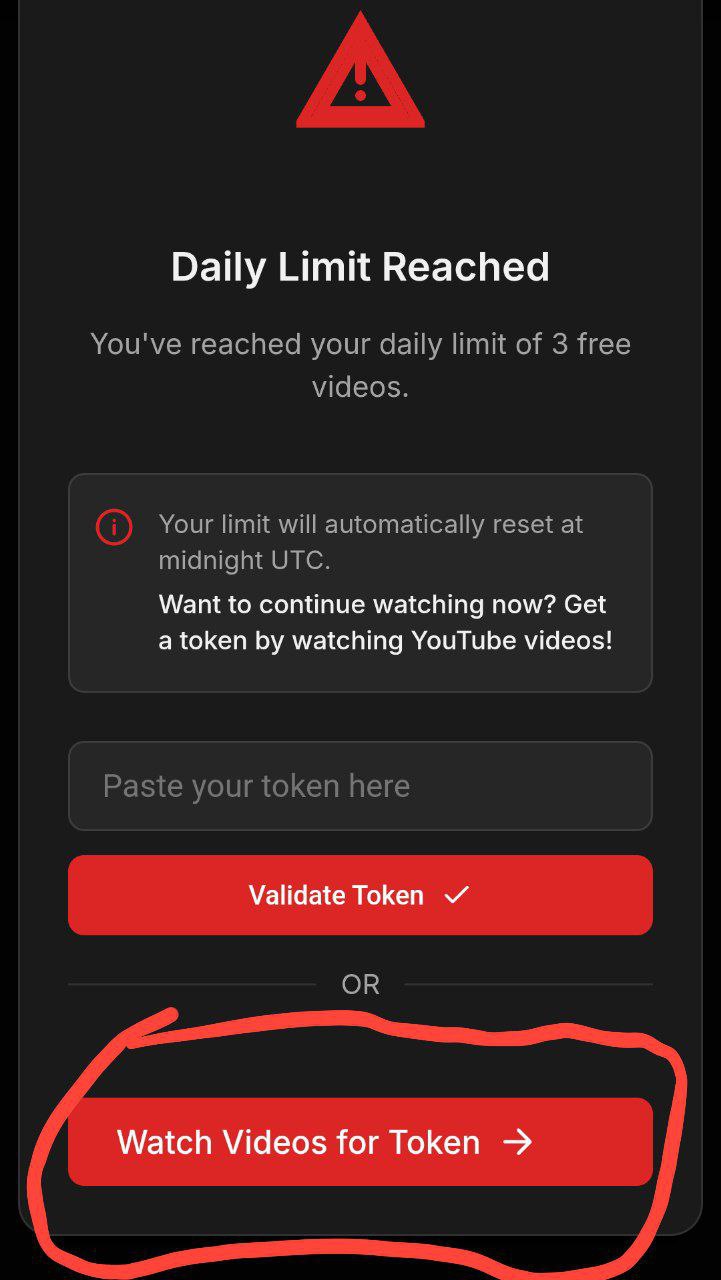 Daily Limit Reached
You've reached your daily limit of 3 free
videos.
Your limit will automatically reset at
midnight UTC.
Want to continue watching now? Get
a token by watching YouTube videos!
Paste your token here
Validate Token
OR
Watch Videos for Token